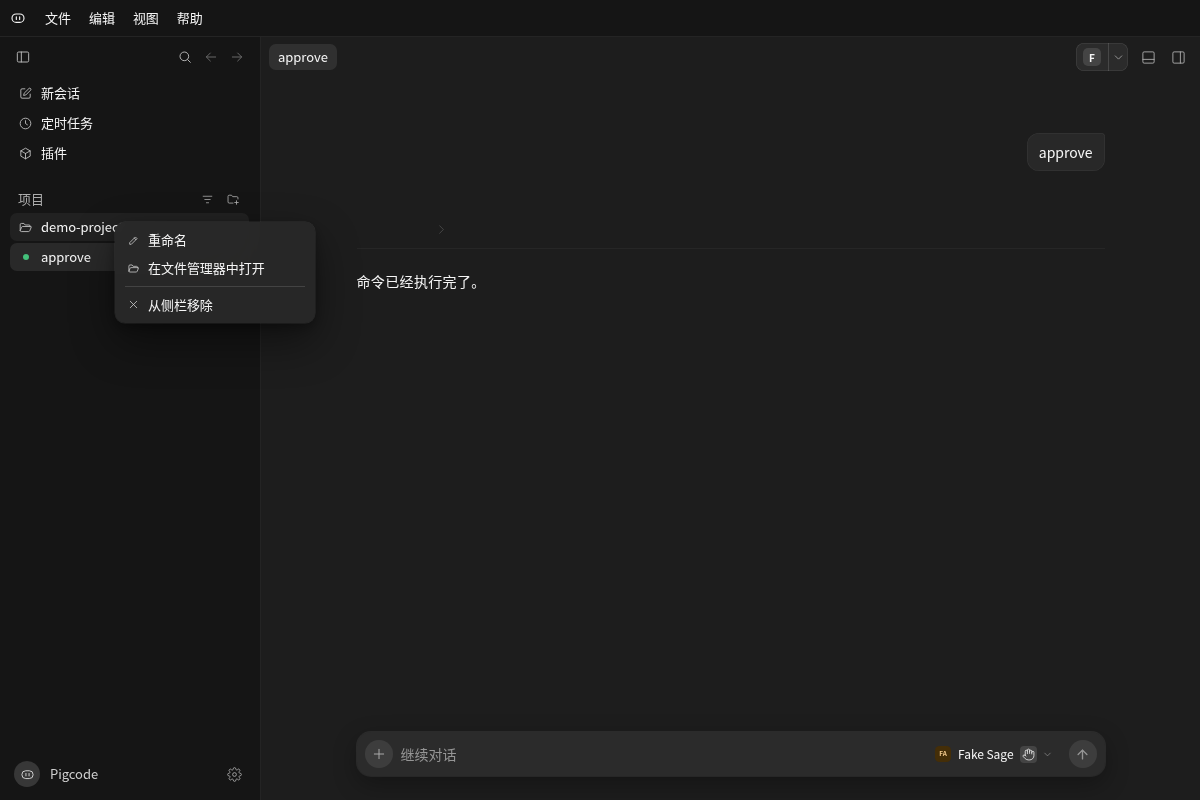 文件 编辑 视图 帮助
approve
F
新会话
定时任务
插件
approve
项目
demo-projec
重命名
approve
在文件管理器中打开
命令已经执行完了。
从侧栏移除
继续对话
FA Fake Sage
Pigcode